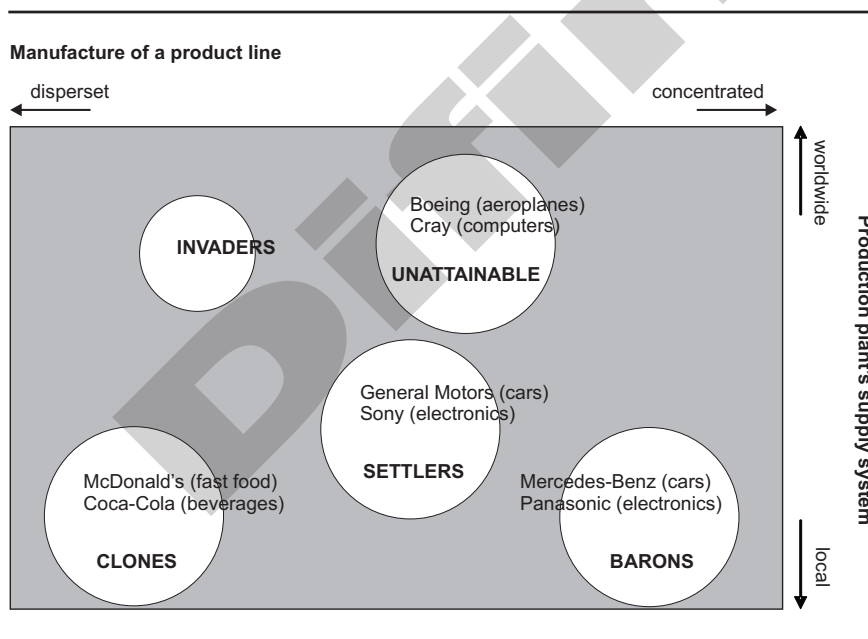 Manufacture of a product line
disperset
concentrated
worldwide
Production plant's supply system
Boeing (aeroplanes)
Cray (computers)
INVADERS
UNATTAINABLE
General Motors (cars)
Sony (electronics)
SETTLERS
McDonald's (fast food)
Coca-Cola (beverages)
Mercedes-Benz (cars)
Panasonic (electronics)
CLONES
BARONS
local